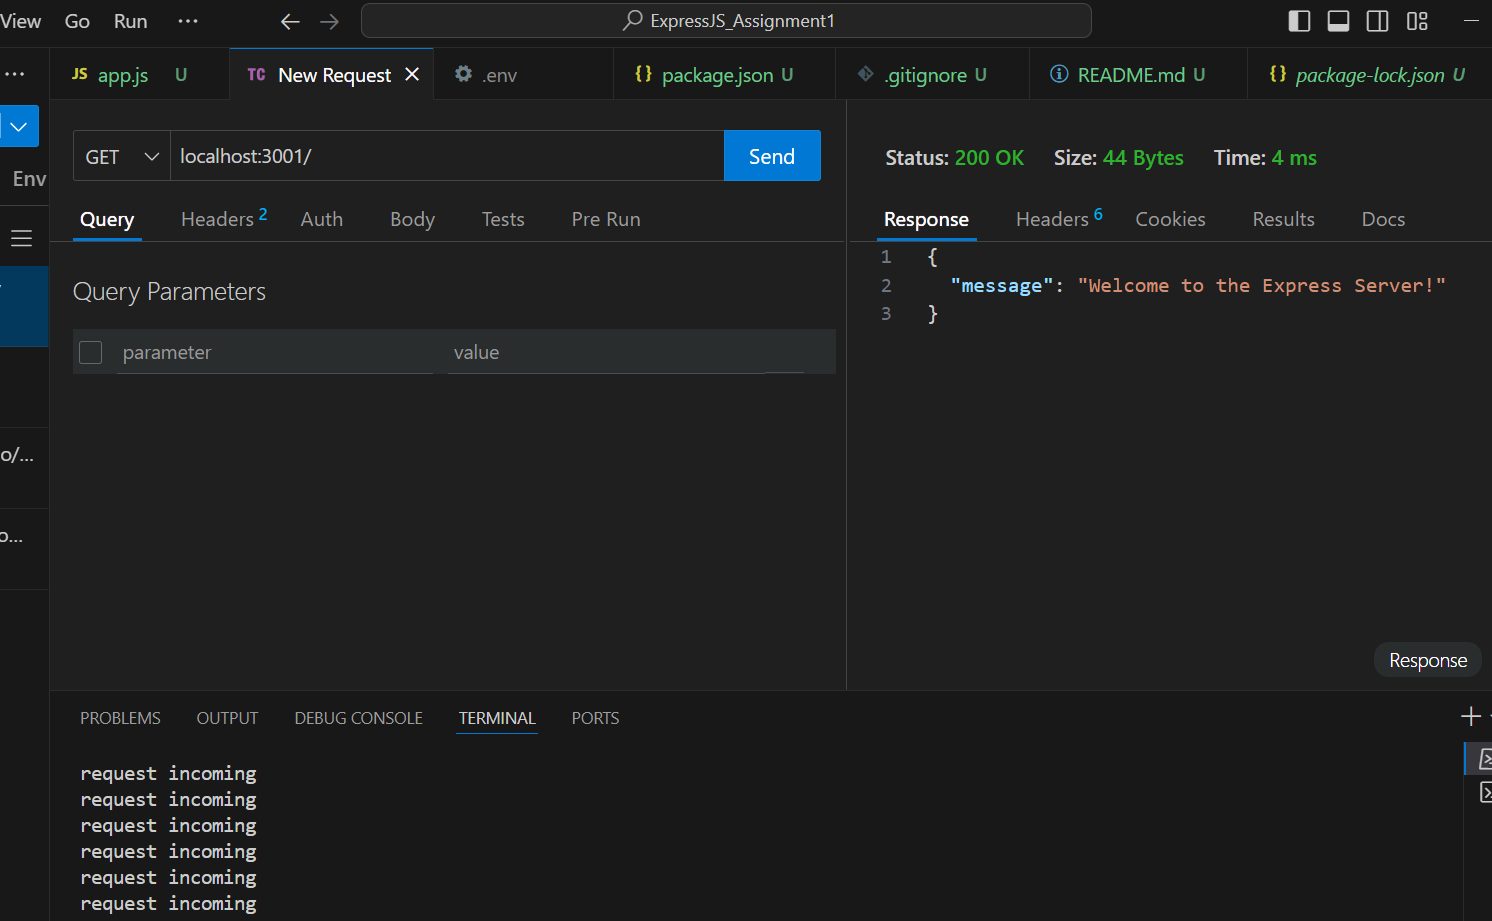 View Go Run ··· ExpressJS_Assignment1
··· JS app.js U TC New Request .env {} package.json U .gitignore U README.md U {} package-lock.json U
GET localhost:3001/ Send
Status: 200 OK Size: 44 Bytes Time: 4 ms
Env
Query Headers 2 Auth Body Tests Pre Run
Response Headers 6 Cookies Results Docs
Query Parameters
parameter value
1 {
2 "message": "Welcome to the Express Server!"
3 }
o/...
o...
Response
PROBLEMS OUTPUT DEBUG CONSOLE TERMINAL PORTS
request incoming
request incoming
request incoming
request incoming
request incoming
request incoming